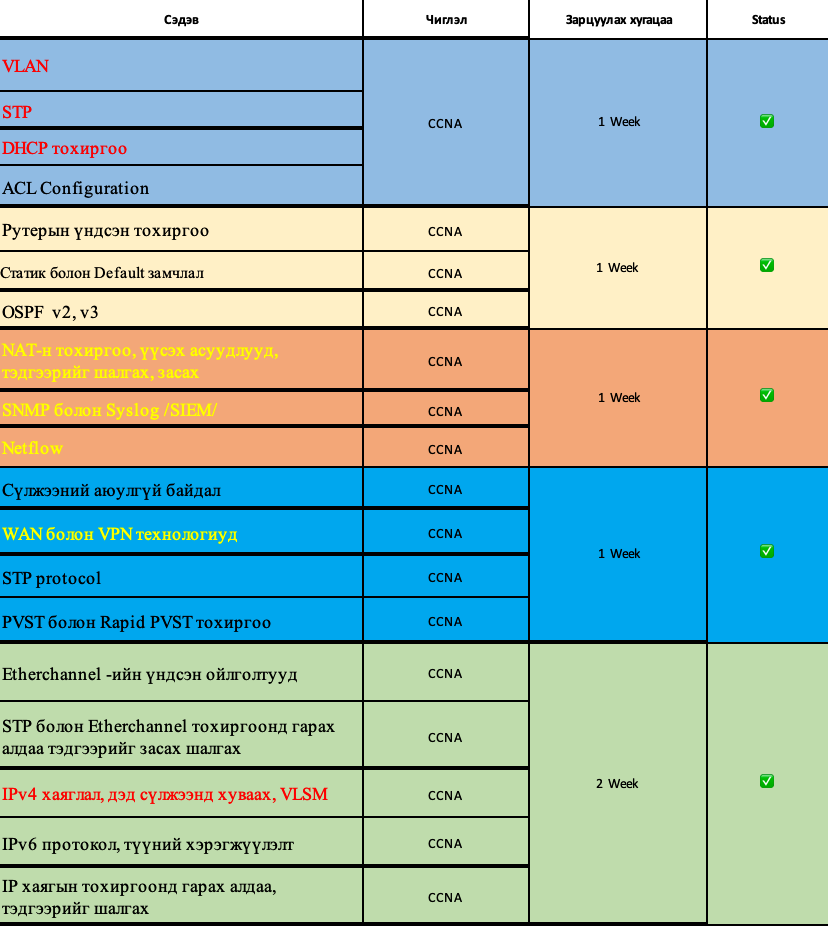 Сэдэв Чиглэл Зарцуулах хугацаа Status
VLAN
STP
DHCP тохиргоо
ACL Configuration
CCNA
1 Week
Рутерын үндсэн тохиргоо CCNA
Статик болон Default замчлал CCNA
OSPF v2, v3 CCNA
1 Week
NAT-н тохиргоо, үүсэх асуудлууд,
тэдгээрийг шалгах, засах
CCNA
SNMP болон Syslog /SIEM/ CCNA
Netflow CCNA
1 Week
Сүлжээний аюулгүй байдал CCNA
WAN болон VPN технологиуд CCNA
STP protocol CCNA
PVST болон Rapid PVST тохиргоо CCNA
1 Week
Etherchannel -ийн үндсэн ойлголтууд CCNA
STP болон Etherchannel тохиргоонд гарах
алдаа тэдгээрийг засах шалгах
CCNA
IPv4 хаяглал, дэд сүлжээнд хуваах, VLSM CCNA
IPv6 протокол, түүний хэрэгжүүлэлт CCNA
IP хаягын тохиргоонд гарах алдаа,
тэдгээрийг шалгах
CCNA
2 Week